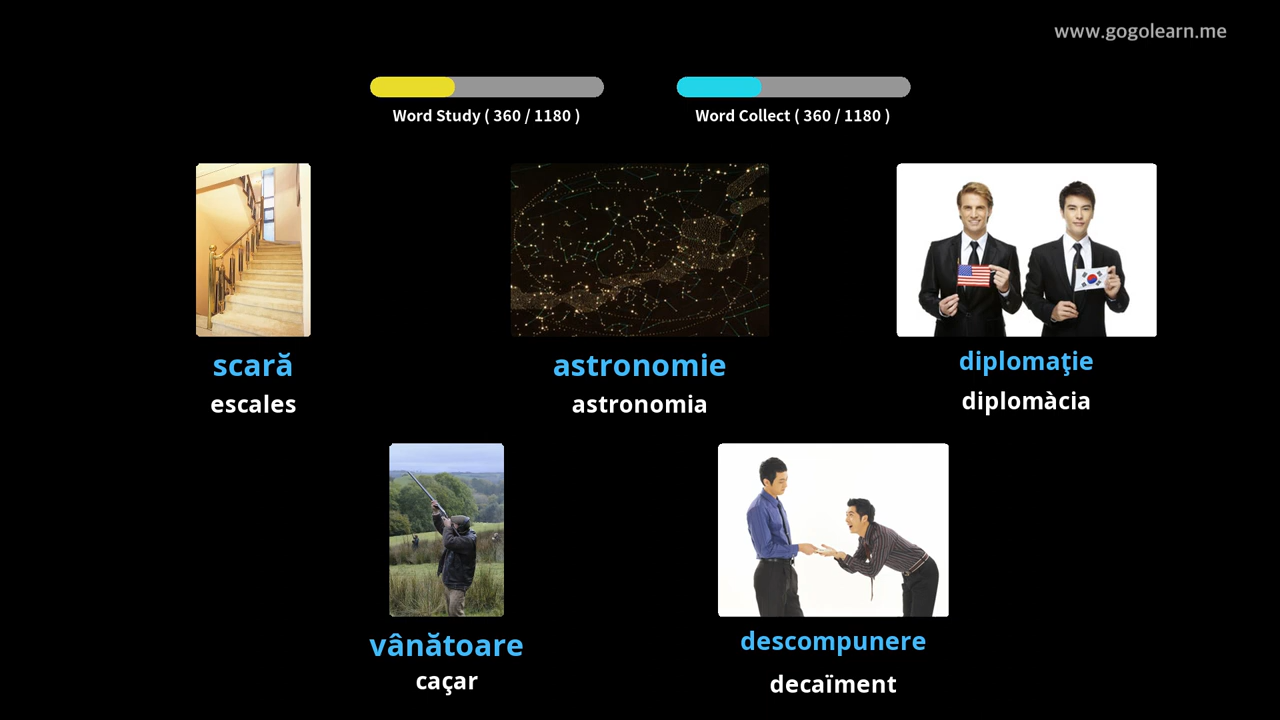 www.gogolearn.me
Word Study ( 360 / 1180 )
Word Collect ( 360 / 1180 )
scară
escales
astronomie
astronomia
diplomaţie
diplomàcia
vânătoare
caçar
descompunere
decaïment